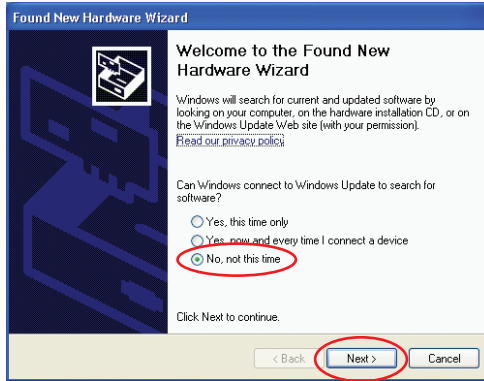 Found New Hardware Wizard
Welcome to the Found New
Hardware Wizard
Windows will search for current and updated software by
looking on your computer, on the hardware installation CD, or on
the Windows Update Web site (with your permission).
Read our privacy policy
Can Windows connect to Windows Update to search for
software?
Yes, this time only
Yes, now and every time I connect a device
No, not this time
Click Next to continue.
< Back
Next >
Cancel